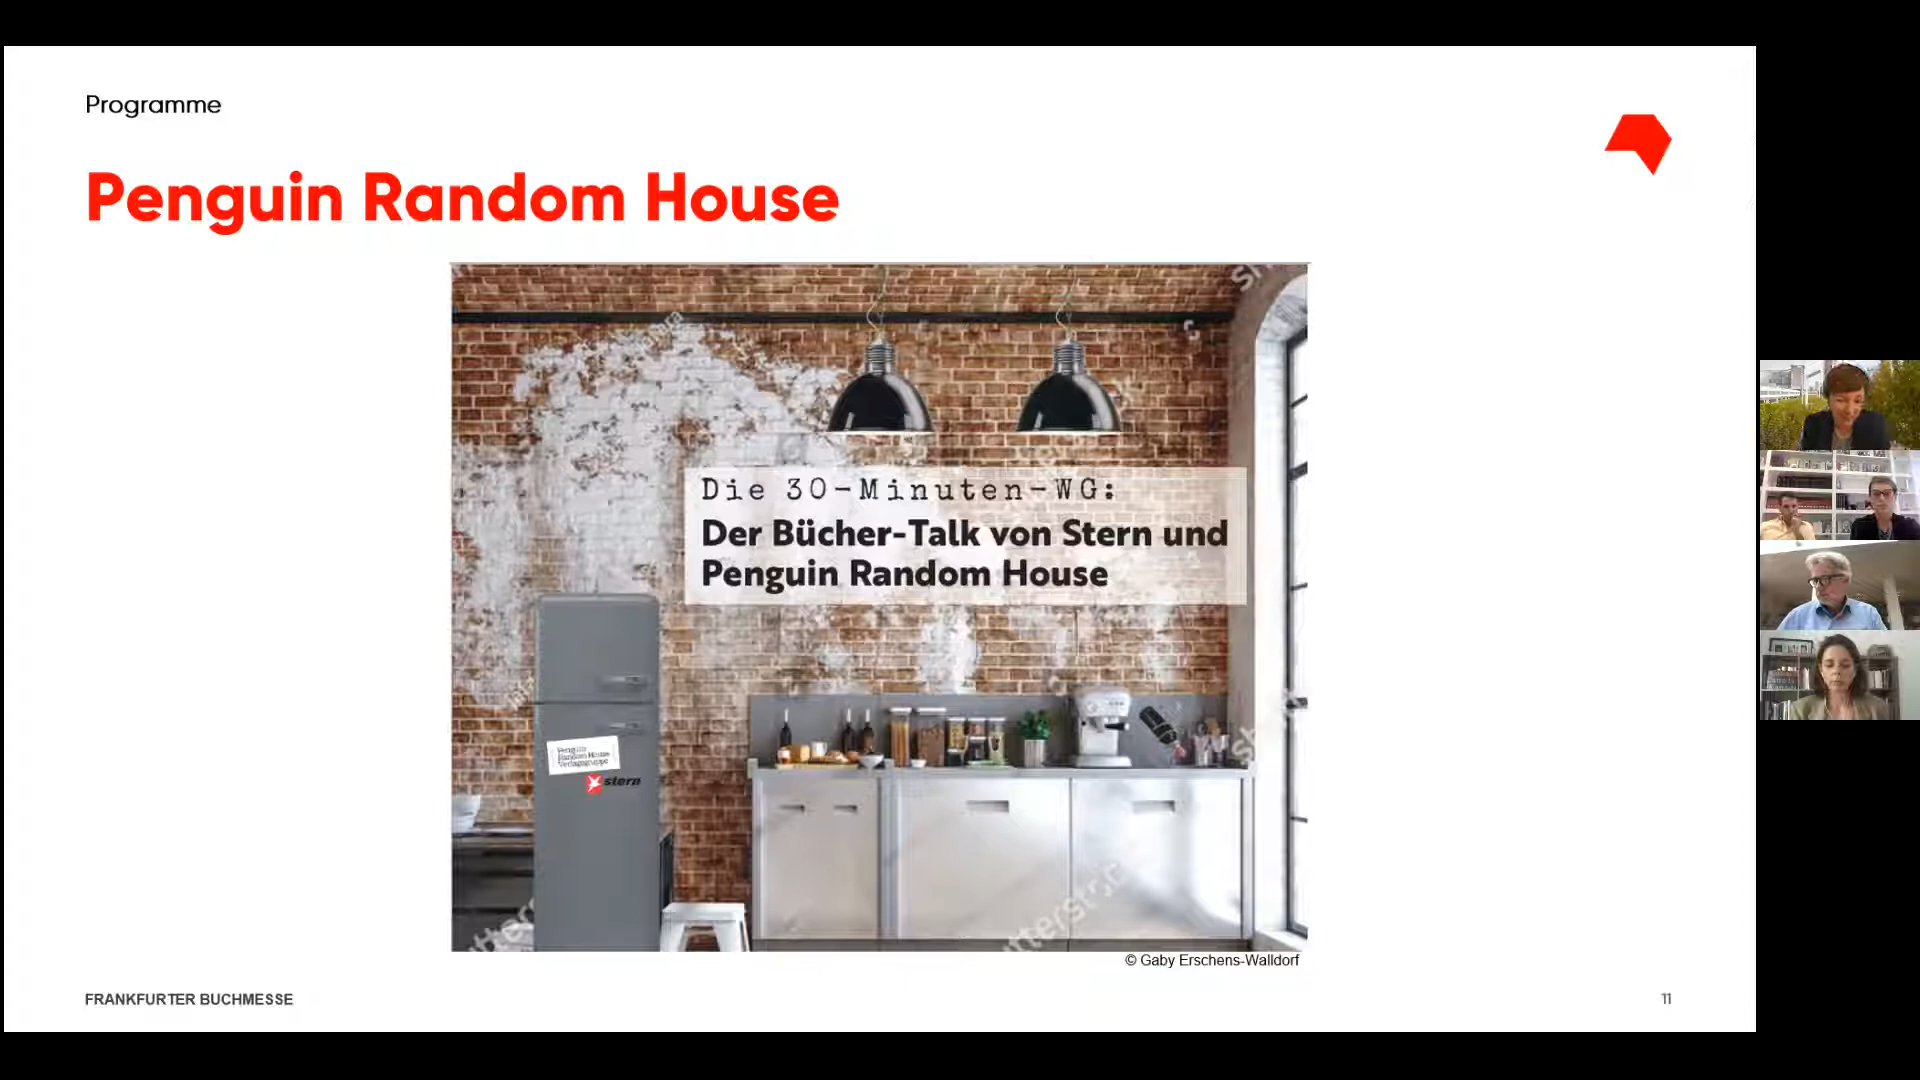 Programme
Penguin Random House
Die 30-Minuten-WG:
Der Bücher-Talk von Stern und
Penguin Random House
Penguin
Random House
Verlagsgruppe
stern
© Gaby Erschens-Walldorf
FRANKFURTER BUCHMESSE
11